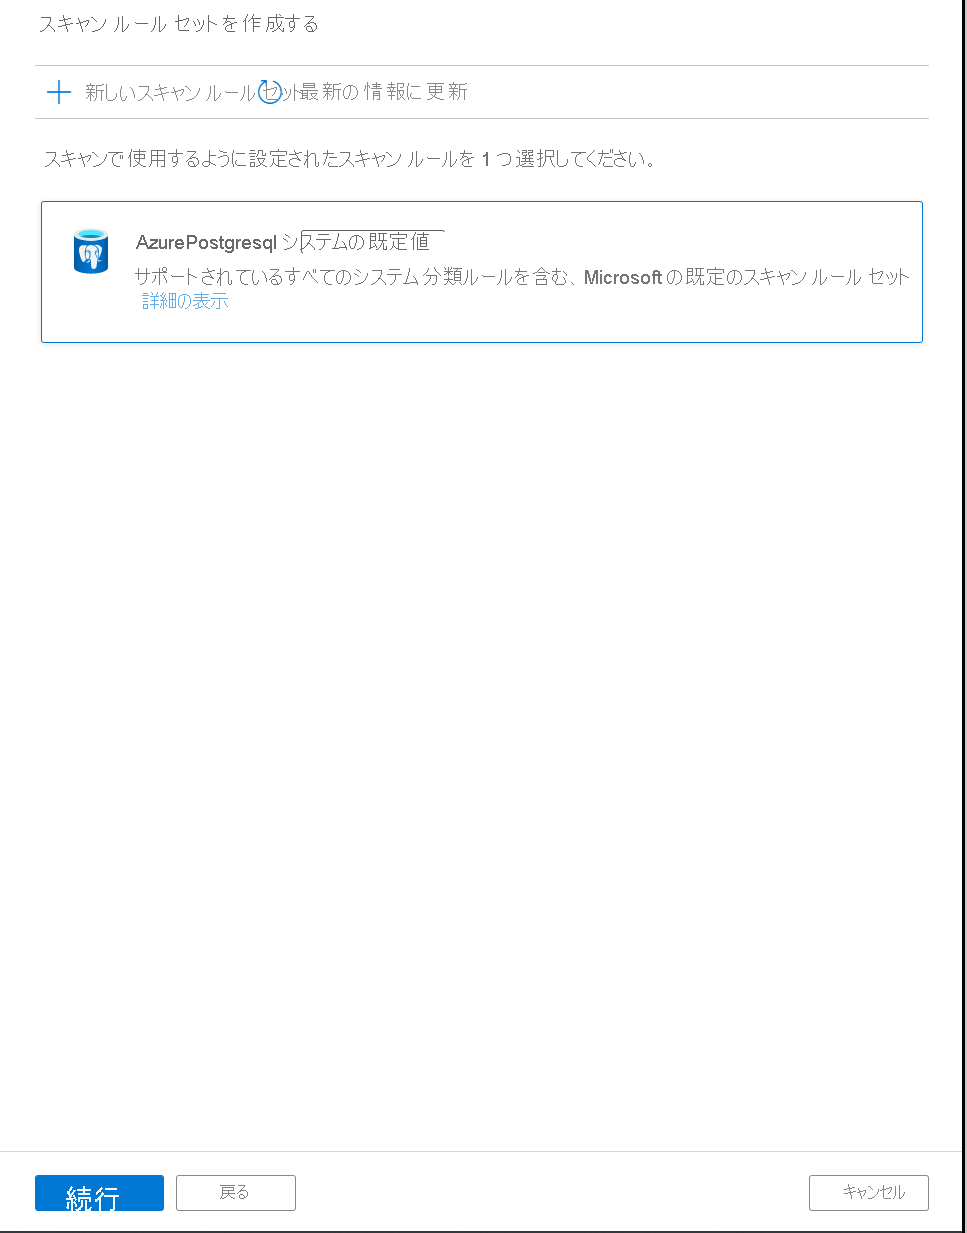 スキャン ルール セットを作成する
新しいスキャン ルール セット 最新の情報に更新
スキャンで使用するように設定されたスキャン ルールを 1 つ選択してください。
AzurePostgresql システムの既定値
サポートされているすべてのシステム分類ルールを含む、Microsoft の既定のスキャン ルール セット
詳細の表示
続行 戻る キャンセル